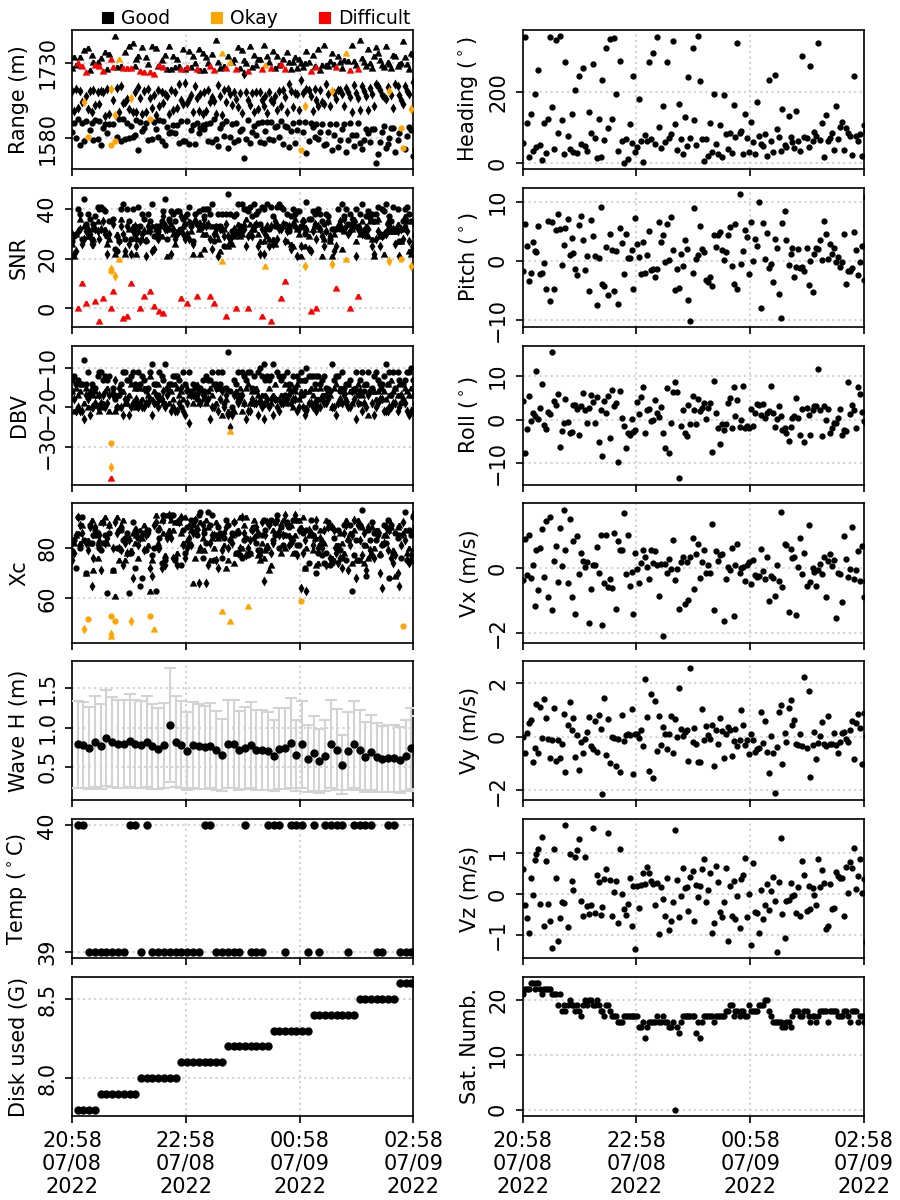 Good Okay Difficult
Range (m)
1730
1580
Heading (°)
200
0
SNR
40
20
0
Pitch (°)
10
0
−10
DBV
−10
−20
−30
Roll (°)
10
0
−10
Xc
80
60
Vx (m/s)
0
−2
Wave H (m)
1.5
1.0
0.5
Vy (m/s)
2
0
−2
Temp (°C)
40
39
Vz (m/s)
1
0
−1
Disk used (G)
8.5
8.0
Sat. Numb.
20
10
0
20:58 22:58 00:58 02:58
07/08 07/08 07/09 07/09
2022 2022 2022 2022
20:58 22:58 00:58 02:58
07/08 07/08 07/09 07/09
2022 2022 2022 2022